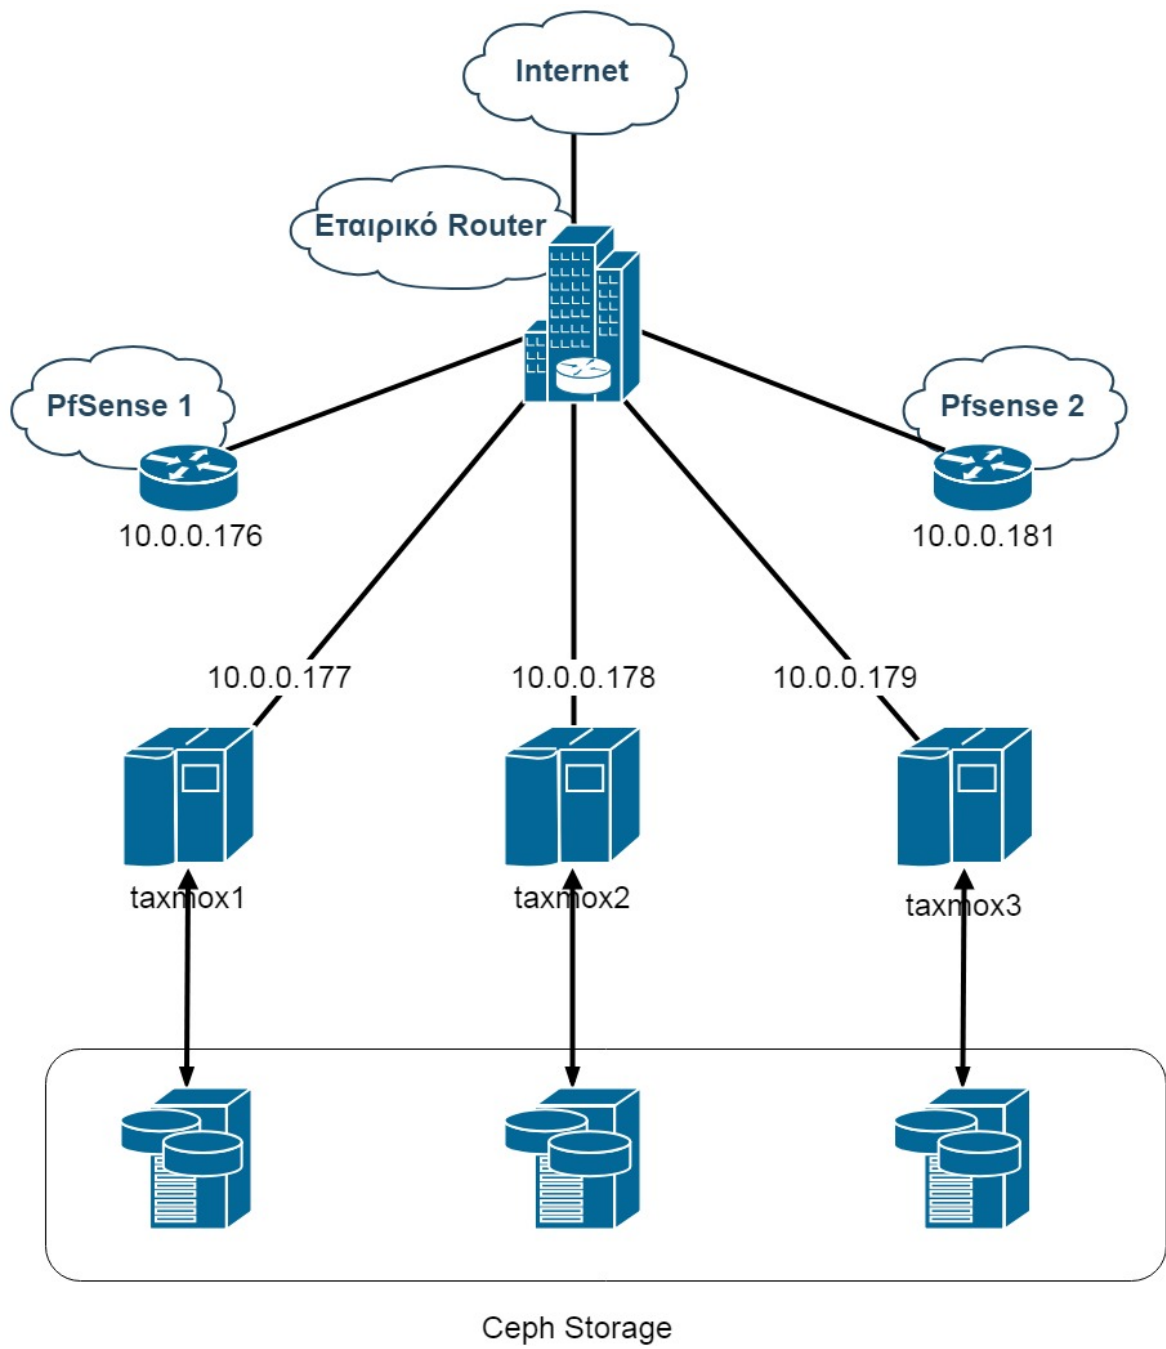 Internet
Εταιρικό Router
PfSense 1
Pfsense 2
10.0.0.176
10.0.0.181
10.0.0.177
10.0.0.178
10.0.0.179
taxmox1
taxmox2
taxmox3
Ceph Storage